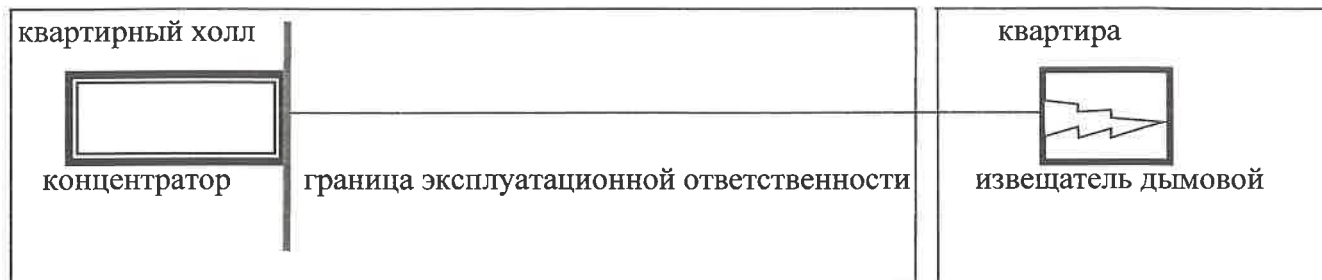 квартирный холл
квартира
концентратор
граница эксплуатационной ответственности
извещатель дымовой